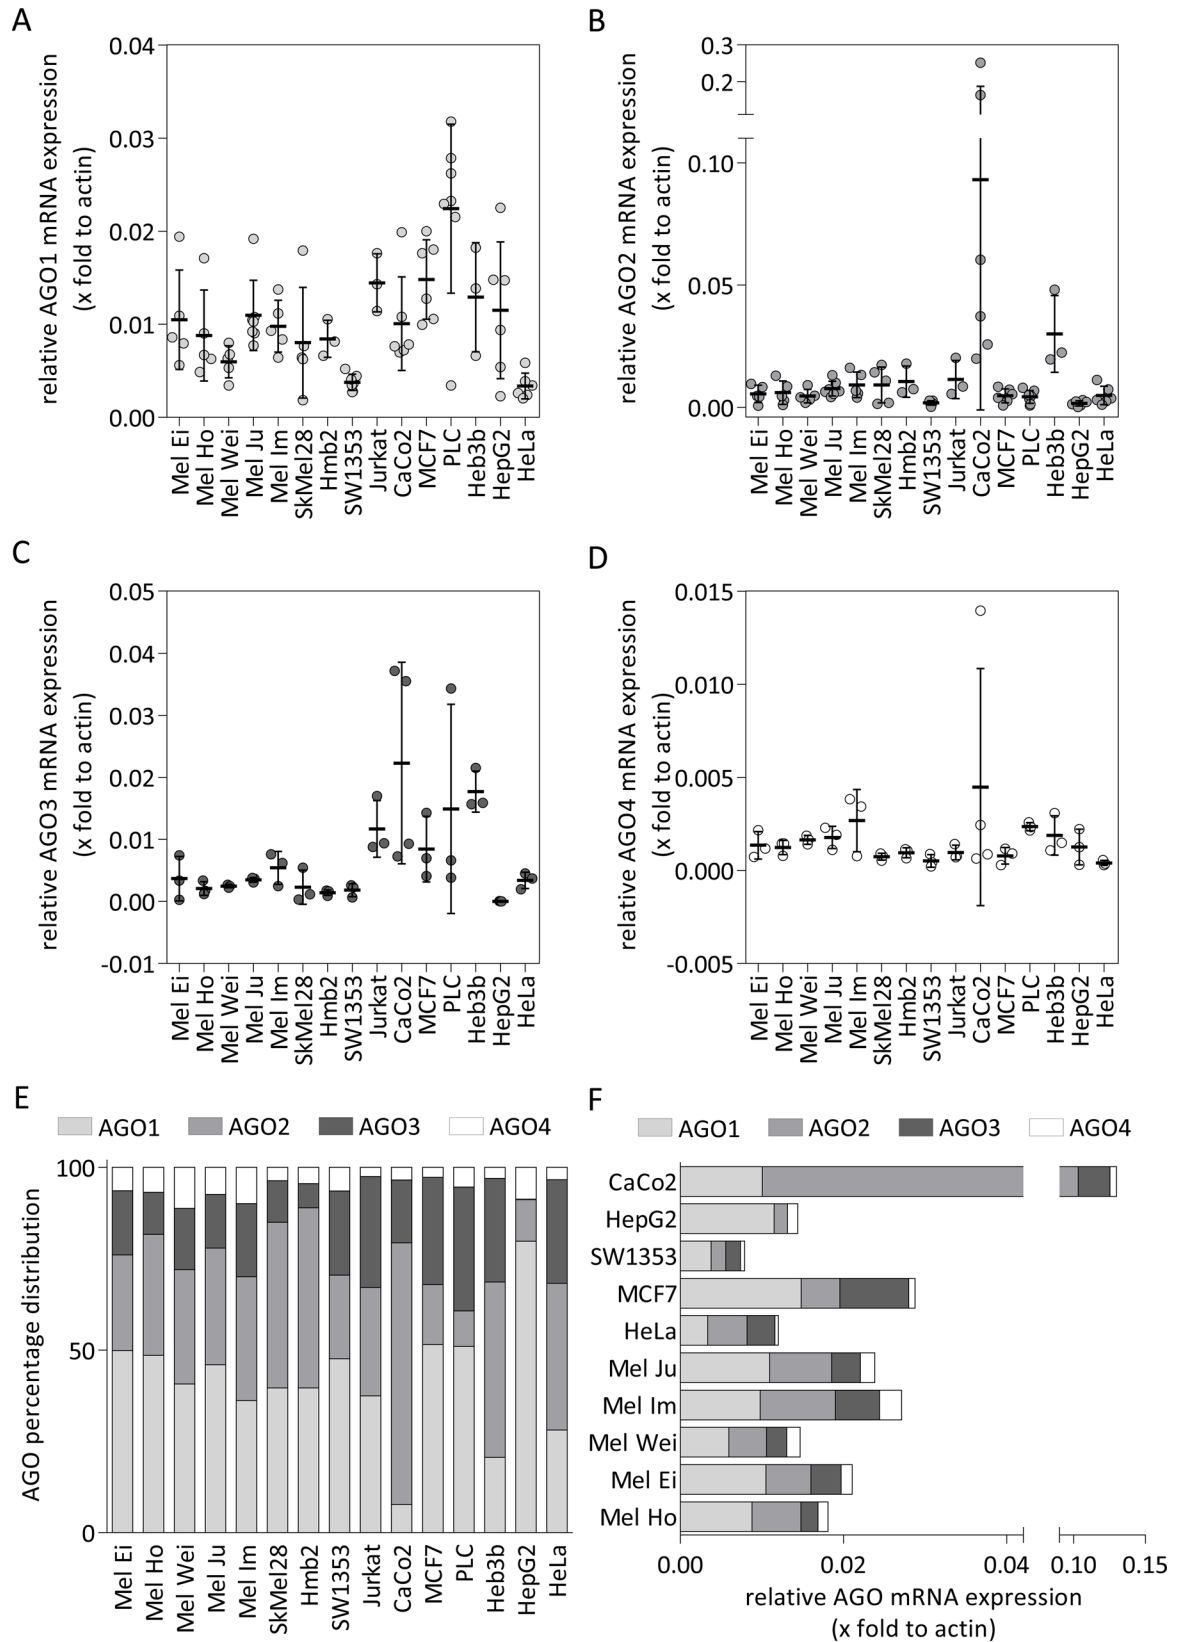 A
relative AGO1 mRNA expression
(x fold to actin)
0.04
0.03
0.02
0.01
0.00
Mel Ei
Mel Ho
Mel Wei
Mel Ju
Mel Im
SkMel28
Hmb2
SW1353
Jurkat
CaCo2
MCF7
PLC
Heb3b
HepG2
HeLa
B
relative AGO2 mRNA expression
(x fold to actin)
0.3
0.2
0.10
0.05
0.00
Mel Ei
Mel Ho
Mel Wei
Mel Ju
Mel Im
SkMel28
Hmb2
SW1353
Jurkat
CaCo2
MCF7
PLC
Heb3b
HepG2
HeLa
C
relative AGO3 mRNA expression
(x fold to actin)
0.05
0.04
0.03
0.02
0.01
0.00
-0.01
Mel Ei
Mel Ho
Mel Wei
Mel Ju
Mel Im
SkMel28
Hmb2
SW1353
Jurkat
CaCo2
MCF7
PLC
Heb3b
HepG2
HeLa
D
relative AGO4 mRNA expression
(x fold to actin)
0.015
0.010
0.005
0.000
-0.005
Mel Ei
Mel Ho
Mel Wei
Mel Ju
Mel Im
SkMel28
Hmb2
SW1353
Jurkat
CaCo2
MCF7
PLC
Heb3b
HepG2
HeLa
E
AGO1 AGO2 AGO3 AGO4
AGO percentage distribution
100
50
0
Mel Ei
Mel Ho
Mel Wei
Mel Ju
Mel Im
SkMel28
Hmb2
SW1353
Jurkat
CaCo2
MCF7
PLC
Heb3b
HepG2
HeLa
F
AGO1 AGO2 AGO3 AGO4
CaCo2
HepG2
SW1353
MCF7
HeLa
Mel Ju
Mel Im
Mel Wei
Mel Ei
Mel Ho
0.00 0.02 0.04 0.10 0.15
relative AGO mRNA expression
(x fold to actin)